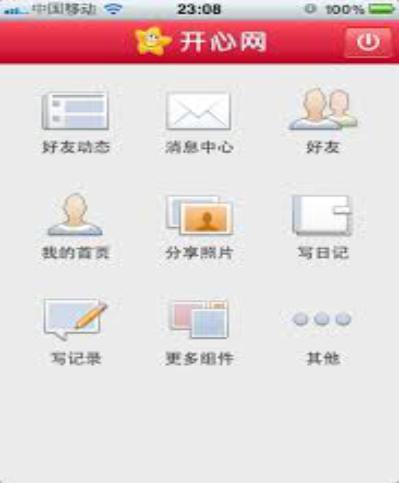 中国移动 23:08 100%
开心网
好友动态 消息中心 好友
我的首页 分享照片 写日记
写记录 更多组件 其他